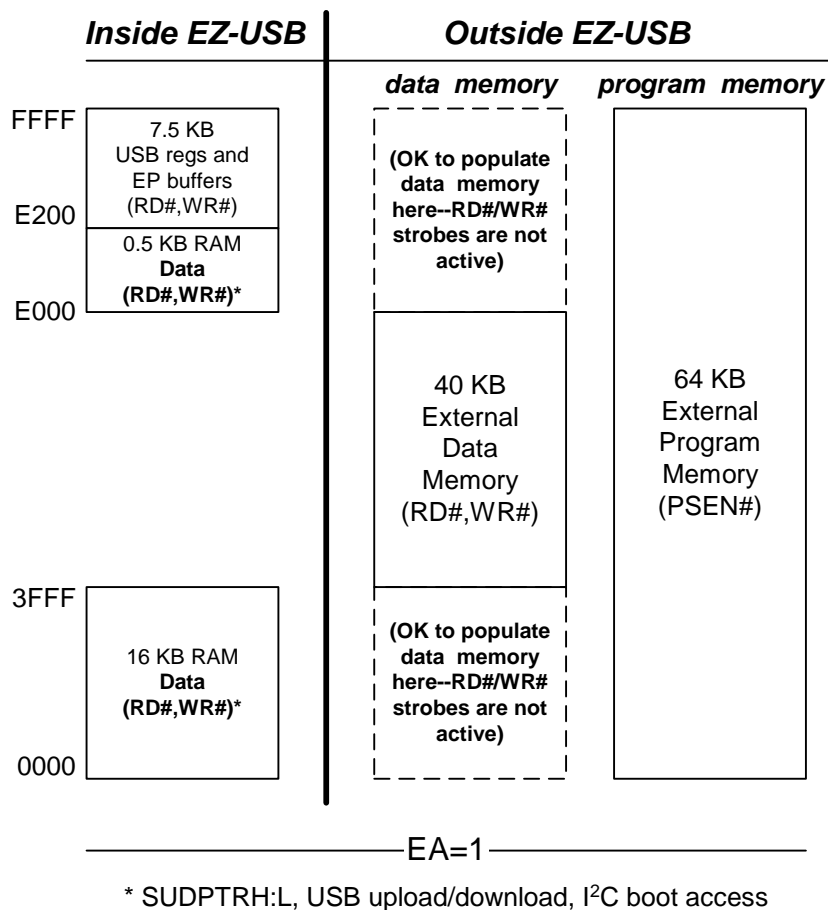 Inside EZ-USB
Outside EZ-USB
data memory
program memory
FFFF
7.5 KB
USB regs and
EP buffers
(RD#,WR#)
E200
0.5 KB RAM
Data
(RD#,WR#)*
E000
(OK to populate
data memory
here--RD#/WR#
strobes are not
active)
40 KB
External
Data
Memory
(RD#,WR#)
64 KB
External
Program
Memory
(PSEN#)
3FFF
16 KB RAM
Data
(RD#,WR#)*
0000
(OK to populate
data memory
here--RD#/WR#
strobes are not
active)
EA=1
* SUDPTRH:L, USB upload/download, I²C boot access